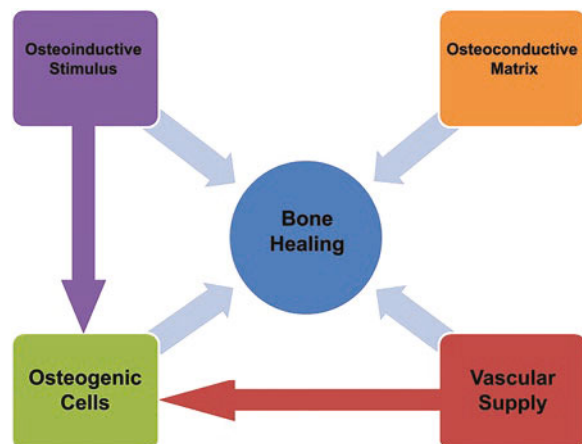 Osteoinductive
Stimulus
Osteoconductive
Matrix
Bone
Healing
Osteogenic
Cells
Vascular
Supply